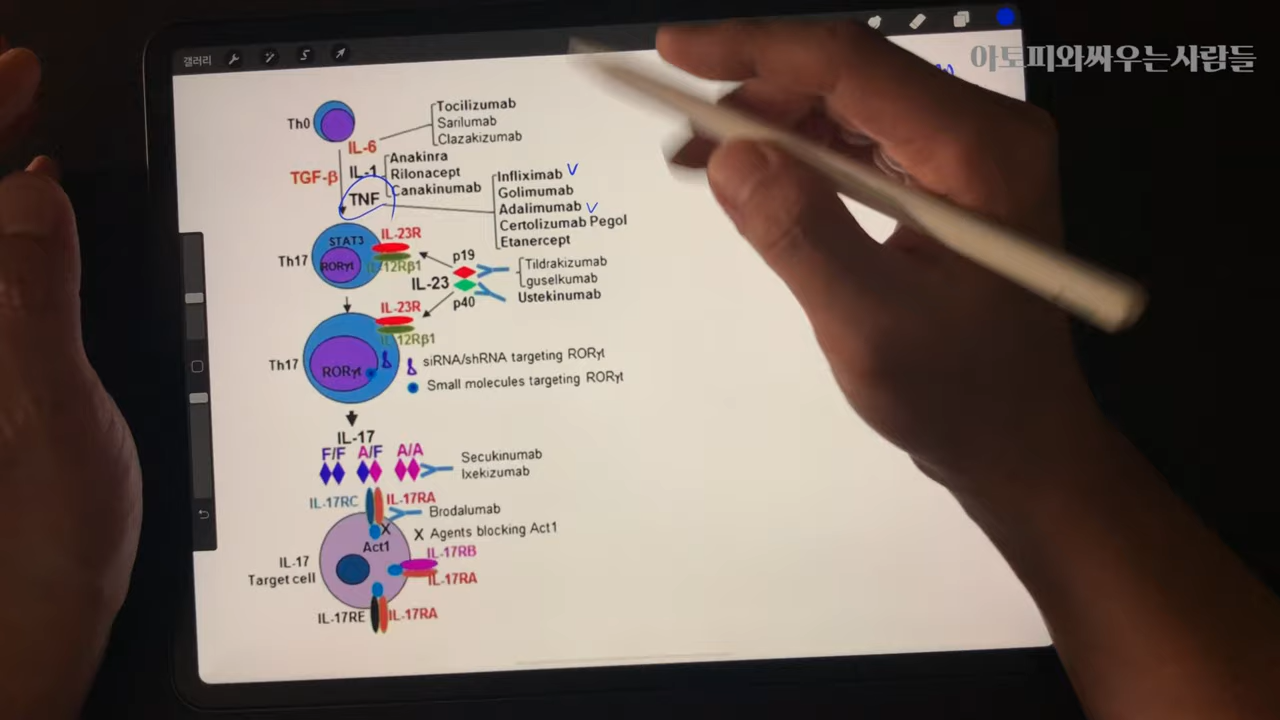 갤러리
아토피와싸우는사람들
Th0
Tocilizumab
Sarilumab
Clazakizumab
IL-6
TGF-β
IL-1
Anakinra
Rilonacept
Canakinumab
TNF
Infliximab V
Golimumab
Adalimumab V
Certolizumab Pegol
Etanercept
STAT3
RORγt
Th17
IL-23R
IL-12Rβ1
p19
IL-23
p40
Tildrakizumab
guselkumab
Ustekinumab
IL-23R
IL-12Rβ1
Th17
RORγt
siRNA/shRNA targeting RORγt
Small molecules targeting RORγt
IL-17
F/F A/F A/A
Secukinumab
Ixekizumab
IL-17RC
IL-17RA
Brodalumab
X
X Agents blocking Act1
Act1
IL-17RB
IL-17RA
IL-17
Target cell
IL-17RE
IL-17RA